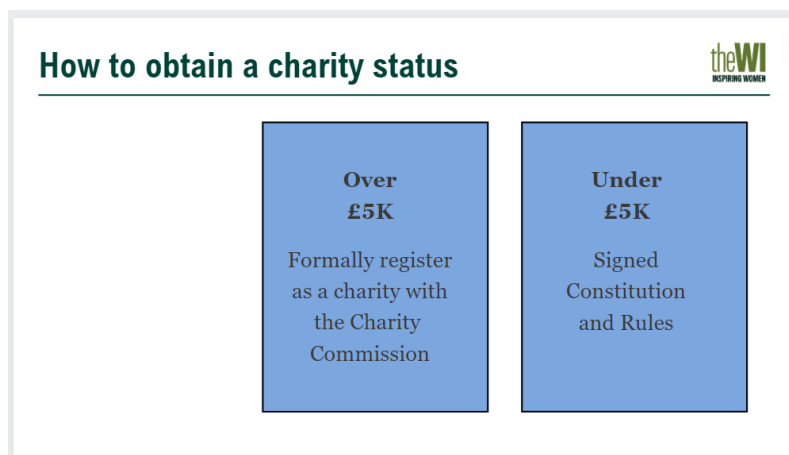 How to obtain a charity status
theWI
INSPIRING WOMEN
Over
£5K
Formally register
as a charity with
the Charity
Commission
Under
£5K
Signed
Constitution
and Rules